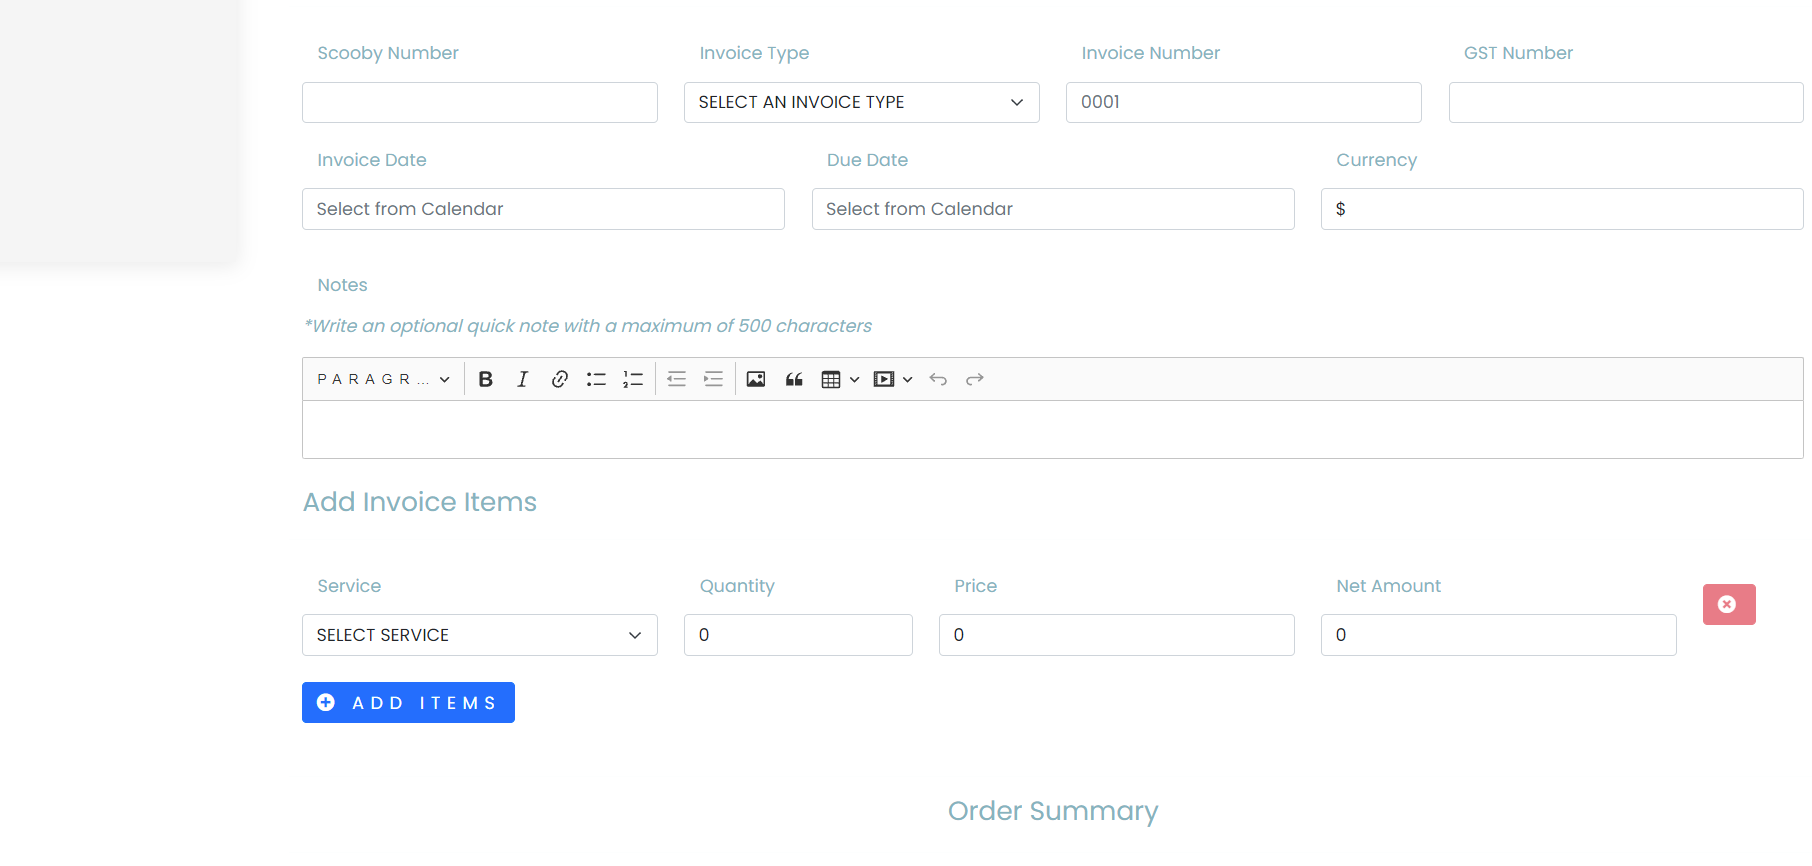 Scooby Number Invoice Type Invoice Number GST Number
SELECT AN INVOICE TYPE 0001
Invoice Date Due Date Currency
Select from Calendar Select from Calendar $
Notes
*Write an optional quick note with a maximum of 500 characters
PARAGR...
Add Invoice Items
Service Quantity Price Net Amount
SELECT SERVICE 0 0 0
ADD ITEMS
Order Summary